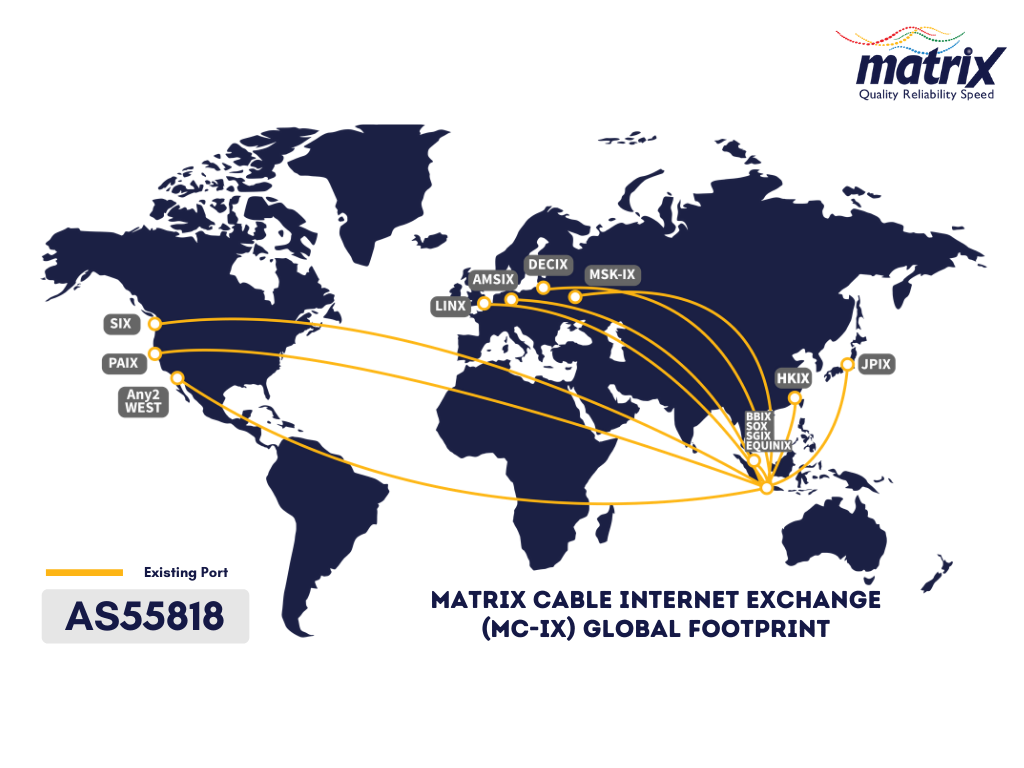 matrix
Quality Reliability Speed
DECIX
MSK-IX
AMSIX
LINX
SIX
PAIX
Any2
WEST
HKIX
JPIX
BBIX
SOX
SGIX
EQUINIX
Existing Port
AS55818
MATRIX CABLE INTERNET EXCHANGE
(MC-IX) GLOBAL FOOTPRINT